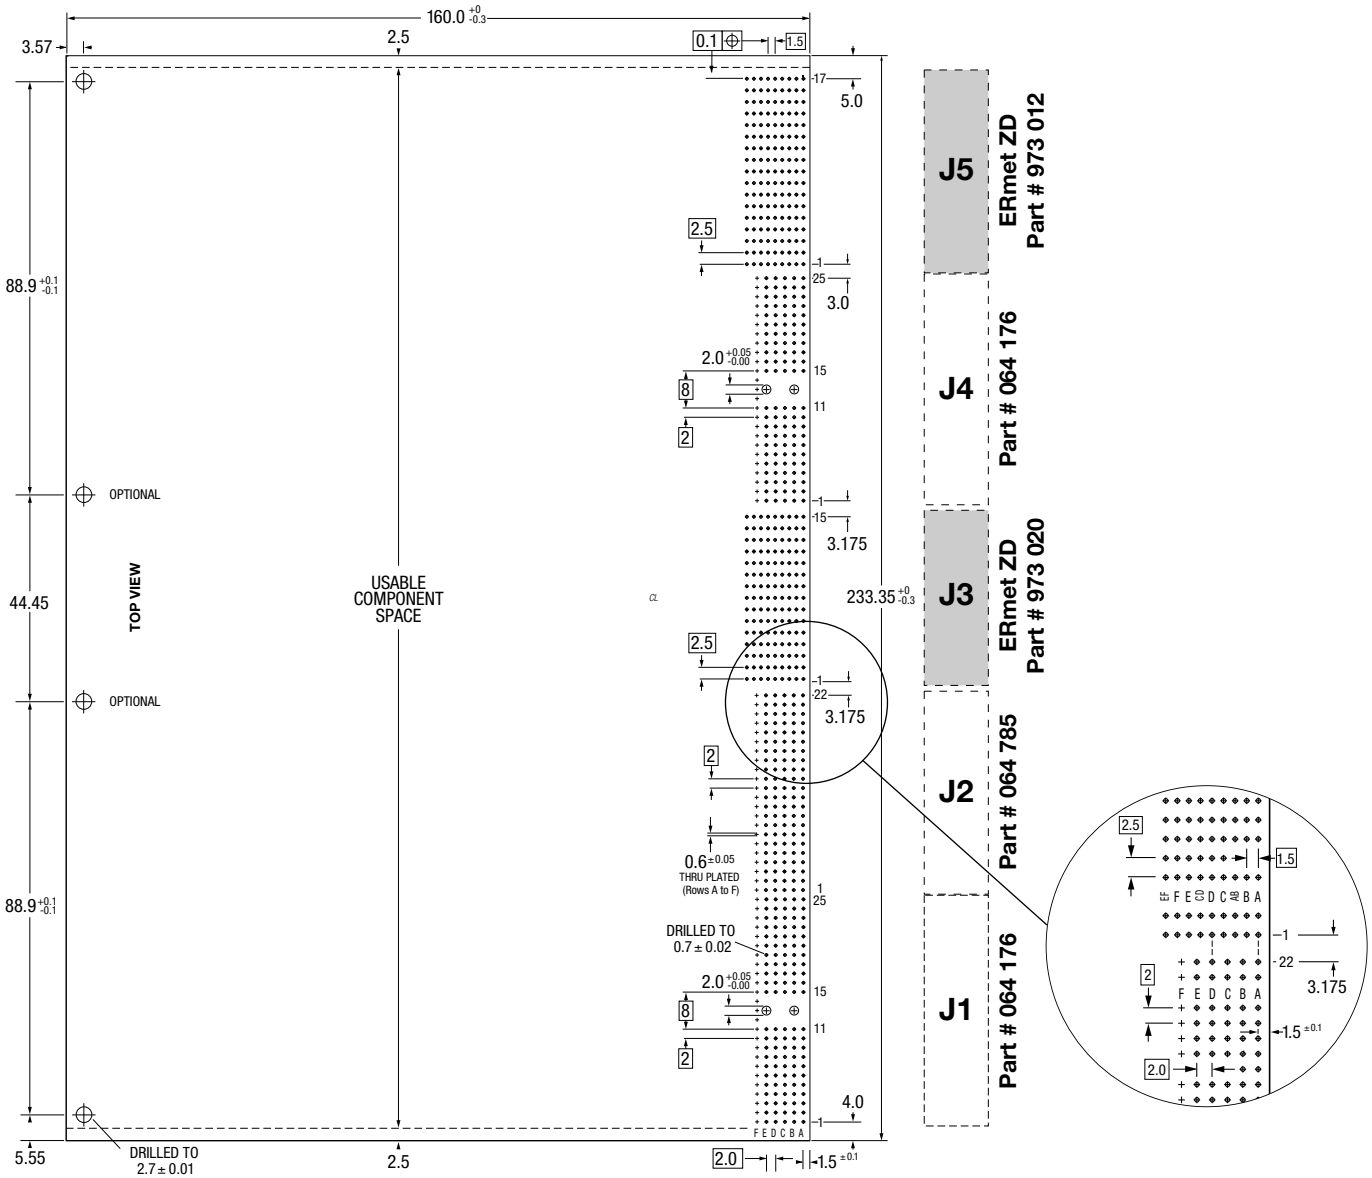 160.0 +0 -0.3
3.57
2.5
0.1
1.5
17
5.0
J5
ErmetZD
Part # 973 012
2.5
1
25
3.0
88.9 +0.1 -0.1
2.0 +0.05 -0.00
15
8
11
2
J4
Part # 064 176
OPTIONAL
1
15
3.175
TOP VIEW
44.45
USABLE
COMPONENT
SPACE
CL
233.35 +0 -0.3
J3
ERmet ZD
Part # 973 020
2.5
1
22
3.175
OPTIONAL
2
J2
Part # 064 785
0.6 ±0.05
THRU PLATED
(Rows A to F)
1
25
88.9 +0.1 -0.1
DRILLED TO
0.7 ± 0.02
2.0 +0.05 -0.00
15
8
11
2
J1
Part # 064 176
4.0
1
F E D C B A
5.55
DRILLED TO
2.7 ± 0.01
2.5
2.0
1.5 ±0.1
2.5
1.5
EF F E CD D C AB B A
1
22
2
F E D C B A
3.175
1.5 ±0.1
2.0